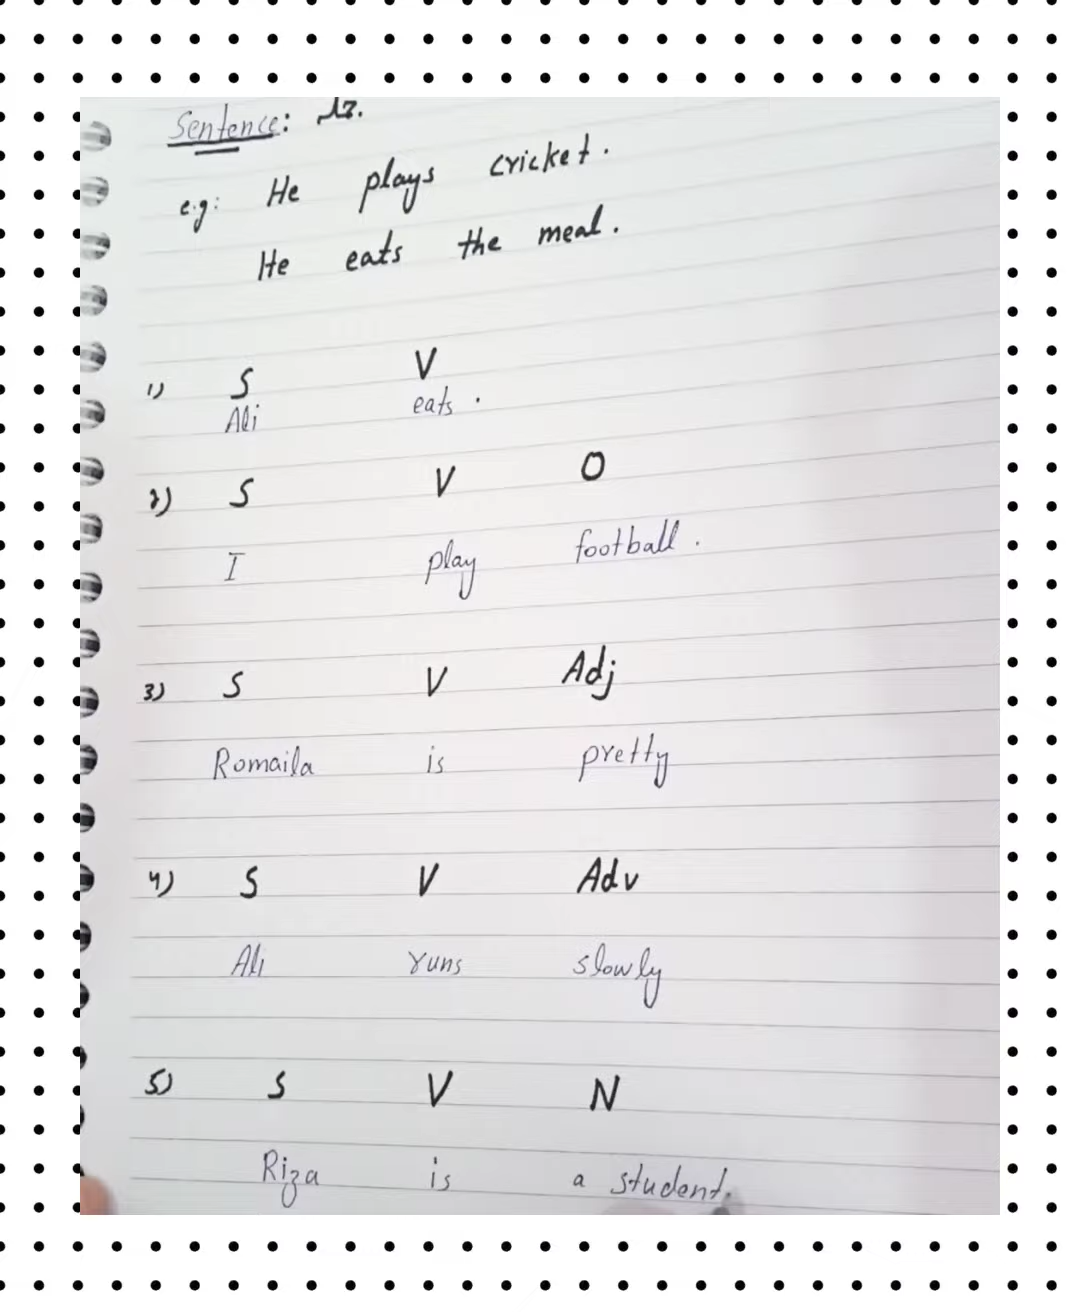 Sentence:
e.g: He plays cricket.
He eats the meal.
1) S V
Ali eats.
2) S V O
I play football.
3) S V Adj
Romaila is pretty
4) S V Adv
Ali runs slowly
5) S V N
Riza is a student.